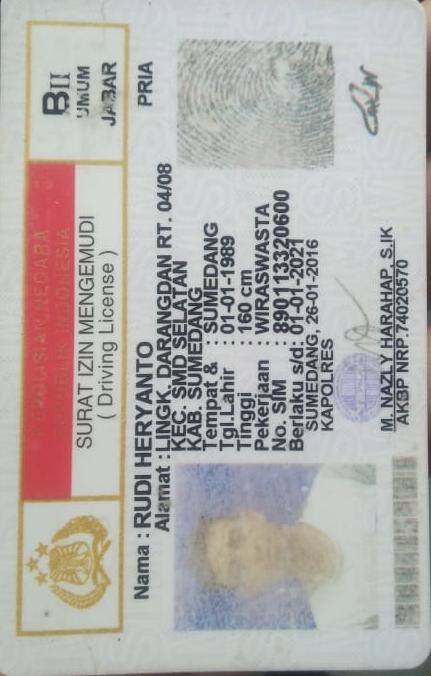 KEPOLISIAN NEGARA
REPUBLIK INDONESIA
SURAT IZIN MENGEMUDI
( Driving License )
BII
UMUM
JABAR
Nama : RUDI HERYANTO
PRIA
Alamat : LINGK. DARANGDAN RT. 04/08
KEC. SMD SELATAN
KAB. SUMEDANG
Tempat & : SUMEDANG
Tgl.Lahir : 01-01-1989
Tinggi : 160 cm
Pekerjaan : WIRASWASTA
No. SIM : 890113320600
Berlaku s/d: 01-01-2021
SUMEDANG, 26-01-2016
KAPOLRES
M. NAZLY HARAHAP, S.IK
AKBP NRP.74020570